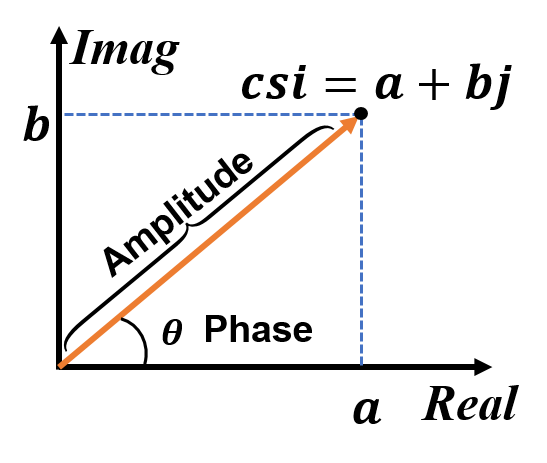 Imag
csi = a + bj
b
Amplitude
θ Phase
a Real